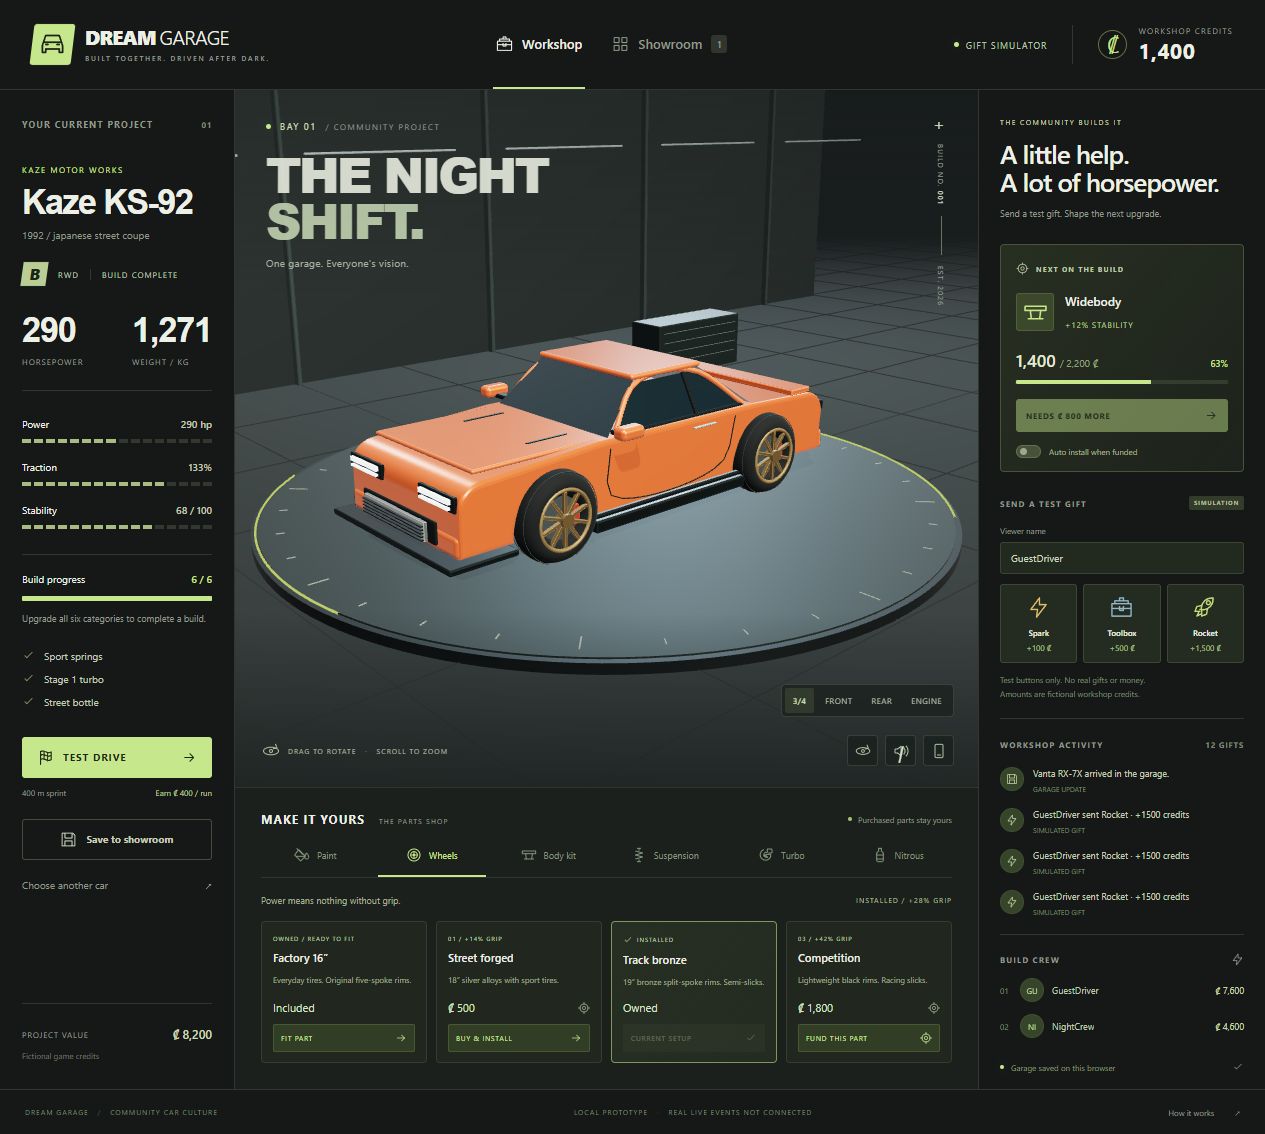 DREAM GARAGE
BUILT TOGETHER. DRIVEN AFTER DARK.
Workshop
Showroom 1
GIFT SIMULATOR
WORKSHOP CREDITS
₡ 1,400
YOUR CURRENT PROJECT 01
KAZE MOTOR WORKS
Kaze KS-92
1992 / japanese street coupe
B RWD BUILD COMPLETE
290 1,271
HORSEPOWER WEIGHT / KG
Power 290 hp
Traction 133%
Stability 68 / 100
Build progress 6 / 6
Upgrade all six categories to complete a build.
Sport springs
Stage 1 turbo
Street bottle
TEST DRIVE →
400 m sprint Earn ₡ 400 / run
Save to showroom
Choose another car ↗
PROJECT VALUE ₡ 8,200
Fictional game credits
BAY 01 / COMMUNITY PROJECT
THE NIGHT
SHIFT.
One garage. Everyone's vision.
+
BUILD NO. 001
EST. 2026
3/4 FRONT REAR ENGINE
DRAG TO ROTATE · SCROLL TO ZOOM
MAKE IT YOURS THE PARTS SHOP
Purchased parts stay yours
Paint Wheels Body kit Suspension Turbo Nitrous
Power means nothing without grip.
INSTALLED / +28% GRIP
OWNED / READY TO FIT
Factory 16″
Everyday tires. Original five-spoke rims.
Included
FIT PART →
01 / +14% GRIP
Street forged
18″ silver alloys with sport tires.
₡ 500
BUY & INSTALL →
INSTALLED
Track bronze
19″ bronze split-spoke rims. Semi-slicks.
Owned
CURRENT SETUP
03 / +42% GRIP
Competition
Lightweight black rims. Racing slicks.
₡ 1,800
FUND THIS PART
THE COMMUNITY BUILDS IT
A little help.
A lot of horsepower.
Send a test gift. Shape the next upgrade.
NEXT ON THE BUILD
Widebody
+12% STABILITY
1,400 / 2,200 ₡ 63%
NEEDS ₡ 800 MORE →
Auto install when funded
SEND A TEST GIFT SIMULATION
Viewer name
GuestDriver
Spark Toolbox Rocket
+100 ₡ +500 ₡ +1,500 ₡
Test buttons only. No real gifts or money.
Amounts are fictional workshop credits.
WORKSHOP ACTIVITY 12 GIFTS
Vanta RX-7X arrived in the garage.
GARAGE UPDATE
GuestDriver sent Rocket · +1500 credits
SIMULATED GIFT
GuestDriver sent Rocket · +1500 credits
SIMULATED GIFT
GuestDriver sent Rocket · +1500 credits
SIMULATED GIFT
BUILD CREW
01 GU GuestDriver ₡ 7,600
02 NI NightCrew ₡ 4,600
Garage saved on this browser
DREAM GARAGE / COMMUNITY CAR CULTURE
LOCAL PROTOTYPE · REAL LIVE EVENTS NOT CONNECTED
How it works ↗